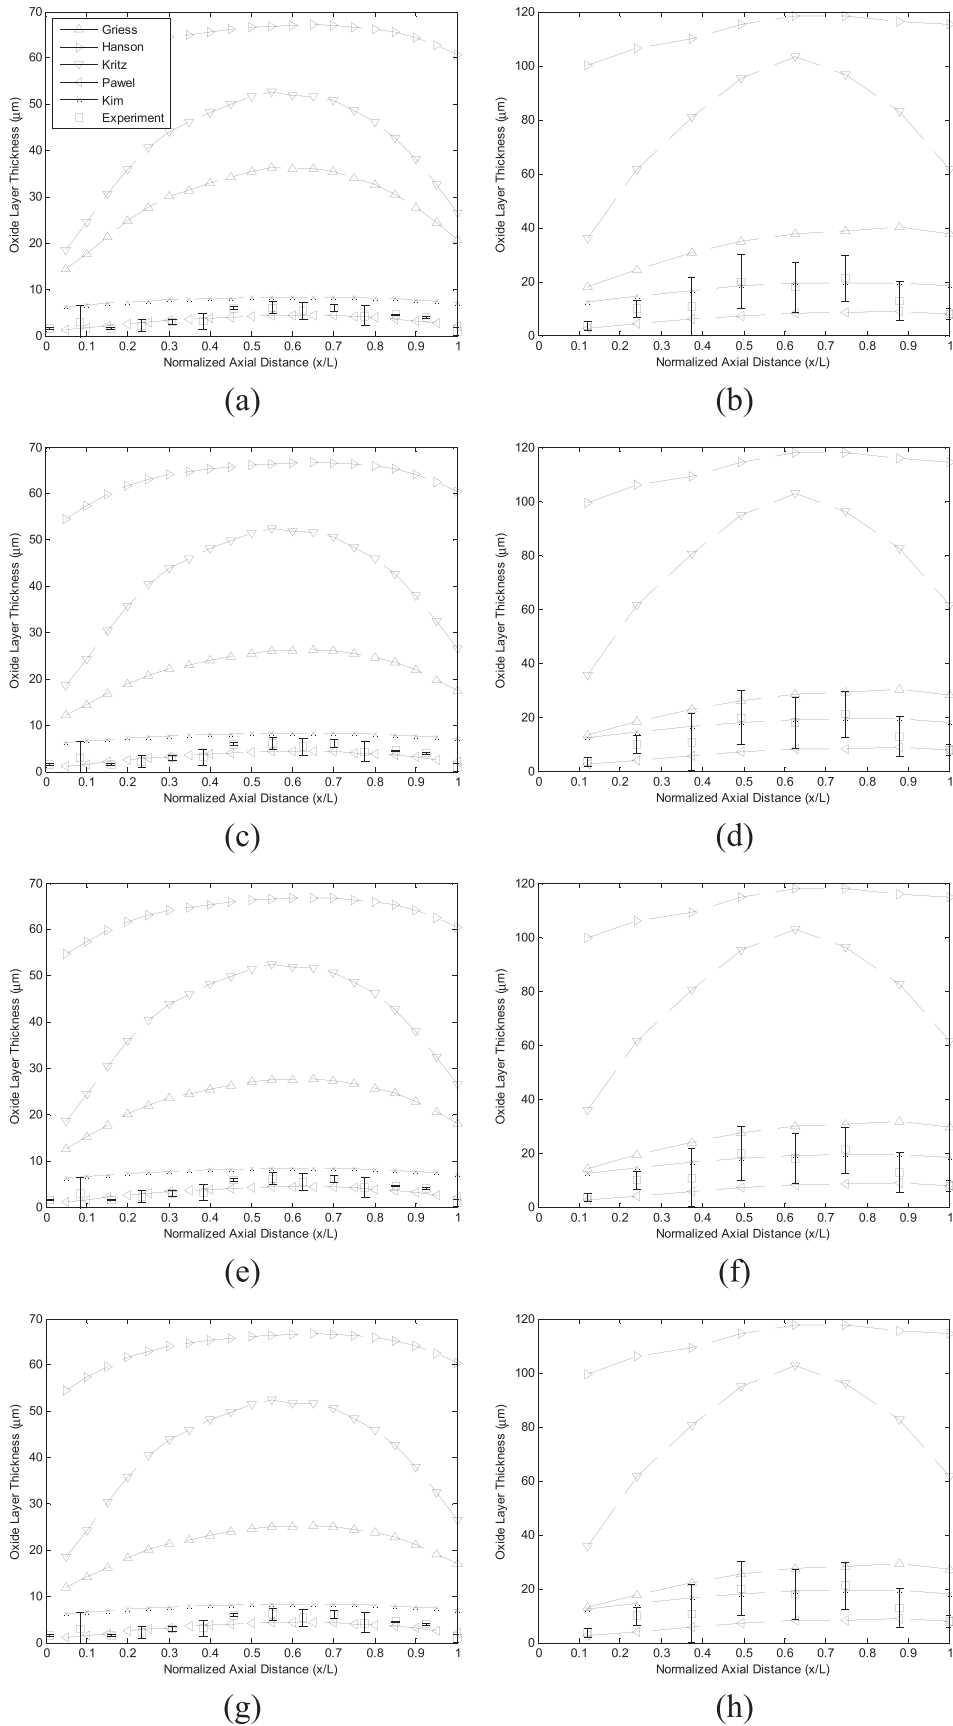 70
60
50
40
30
20
10
0
Oxide Layer Thickness (μm)
Griess
Hanson
Kritz
Pawel
Kim
Experiment
0 0.1 0.2 0.3 0.4 0.5 0.6 0.7 0.8 0.9 1
Normalized Axial Distance (x/L)
(a)
120
100
80
60
40
20
0
Oxide Layer Thickness (μm)
0 0.1 0.2 0.3 0.4 0.5 0.6 0.7 0.8 0.9 1
Normalized Axial Distance (x/L)
(b)
70
60
50
40
30
20
10
0
Oxide Layer Thickness (μm)
0 0.1 0.2 0.3 0.4 0.5 0.6 0.7 0.8 0.9 1
Normalized Axial Distance (x/L)
(c)
120
100
80
60
40
20
0
Oxide Layer Thickness (μm)
0 0.1 0.2 0.3 0.4 0.5 0.6 0.7 0.8 0.9 1
Normalized Axial Distance (x/L)
(d)
70
60
50
40
30
20
10
0
Oxide Layer Thickness (μm)
0 0.1 0.2 0.3 0.4 0.5 0.6 0.7 0.8 0.9 1
Normalized Axial Distance (x/L)
(e)
120
100
80
60
40
20
0
Oxide Layer Thickness (μm)
0 0.1 0.2 0.3 0.4 0.5 0.6 0.7 0.8 0.9 1
Normalized Axial Distance (x/L)
(f)
70
60
50
40
30
20
10
0
Oxide Layer Thickness (μm)
0 0.1 0.2 0.3 0.4 0.5 0.6 0.7 0.8 0.9 1
Normalized Axial Distance (x/L)
(g)
120
100
80
60
40
20
0
Oxide Layer Thickness (μm)
0 0.1 0.2 0.3 0.4 0.5 0.6 0.7 0.8 0.9 1
Normalized Axial Distance (x/L)
(h)